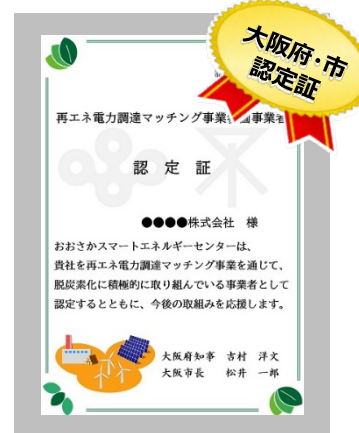 大阪府・市
認定証
再エネ電力調達マッチング事業参画事業者
認定証
●●●●株式会社 様
おおさかスマートエネルギーセンターは、
貴社を再エネ電力調達マッチング事業を通じて、
脱炭素化に積極的に取り組んでいる事業者として
認定するとともに、今後の取組みを応援します。
大阪府知事 吉村 洋文
大阪市長 松井 一郎